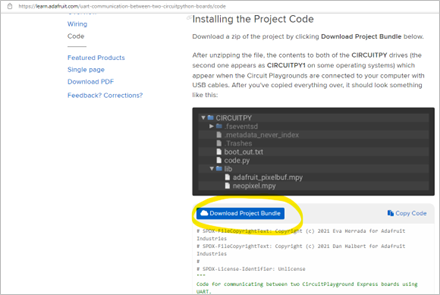 https://learn.adafruit.com/uart-communication-between-two-circuitpython-boards/code
Overview
Wiring
Code
Featured Products
Single page
Download PDF
Feedback? Corrections?
Installing the Project Code
Download a zip of the project by clicking Download Project Bundle below.
After unzipping the file, the contents to both of the CIRCUITPY drives (the
second one appears as CIRCUITPY1 on some operating systems) which
appear when the Circuit Playgrounds are connected to your computer with
USB cables. After you've copied everything over, it should look something
like this:
CIRCUITPY
.fseventsd
.metadata_never_index
.Trashes
boot_out.txt
code.py
lib
adafruit_pixelbuf.mpy
neopixel.mpy
Download Project Bundle
Copy Code
# SPDX-FileCopyrightText: Copyright (c) 2021 Eva Herrada for Adafruit
Industries
# SPDX-FileCopyrightText: Copyright (c) 2021 Dan Halbert for Adafruit
Industries
#
# SPDX-License-Identifier: Unlicense
"""
Code for communicating between two CircuitPlayground Express boards using
UART.